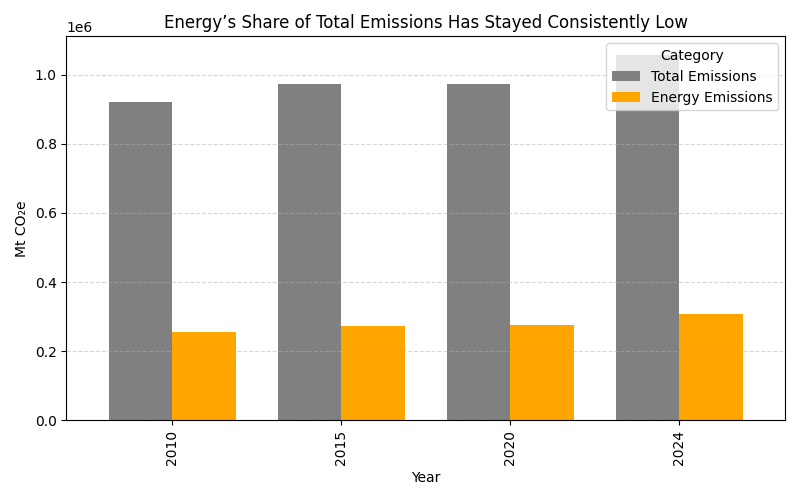 Energy’s Share of Total Emissions Has Stayed Consistently Low
1e6
Category
Total Emissions
Energy Emissions
1.0
0.8
0.6
0.4
0.2
0.0
Mt CO₂e
2010
2015
2020
2024
Year